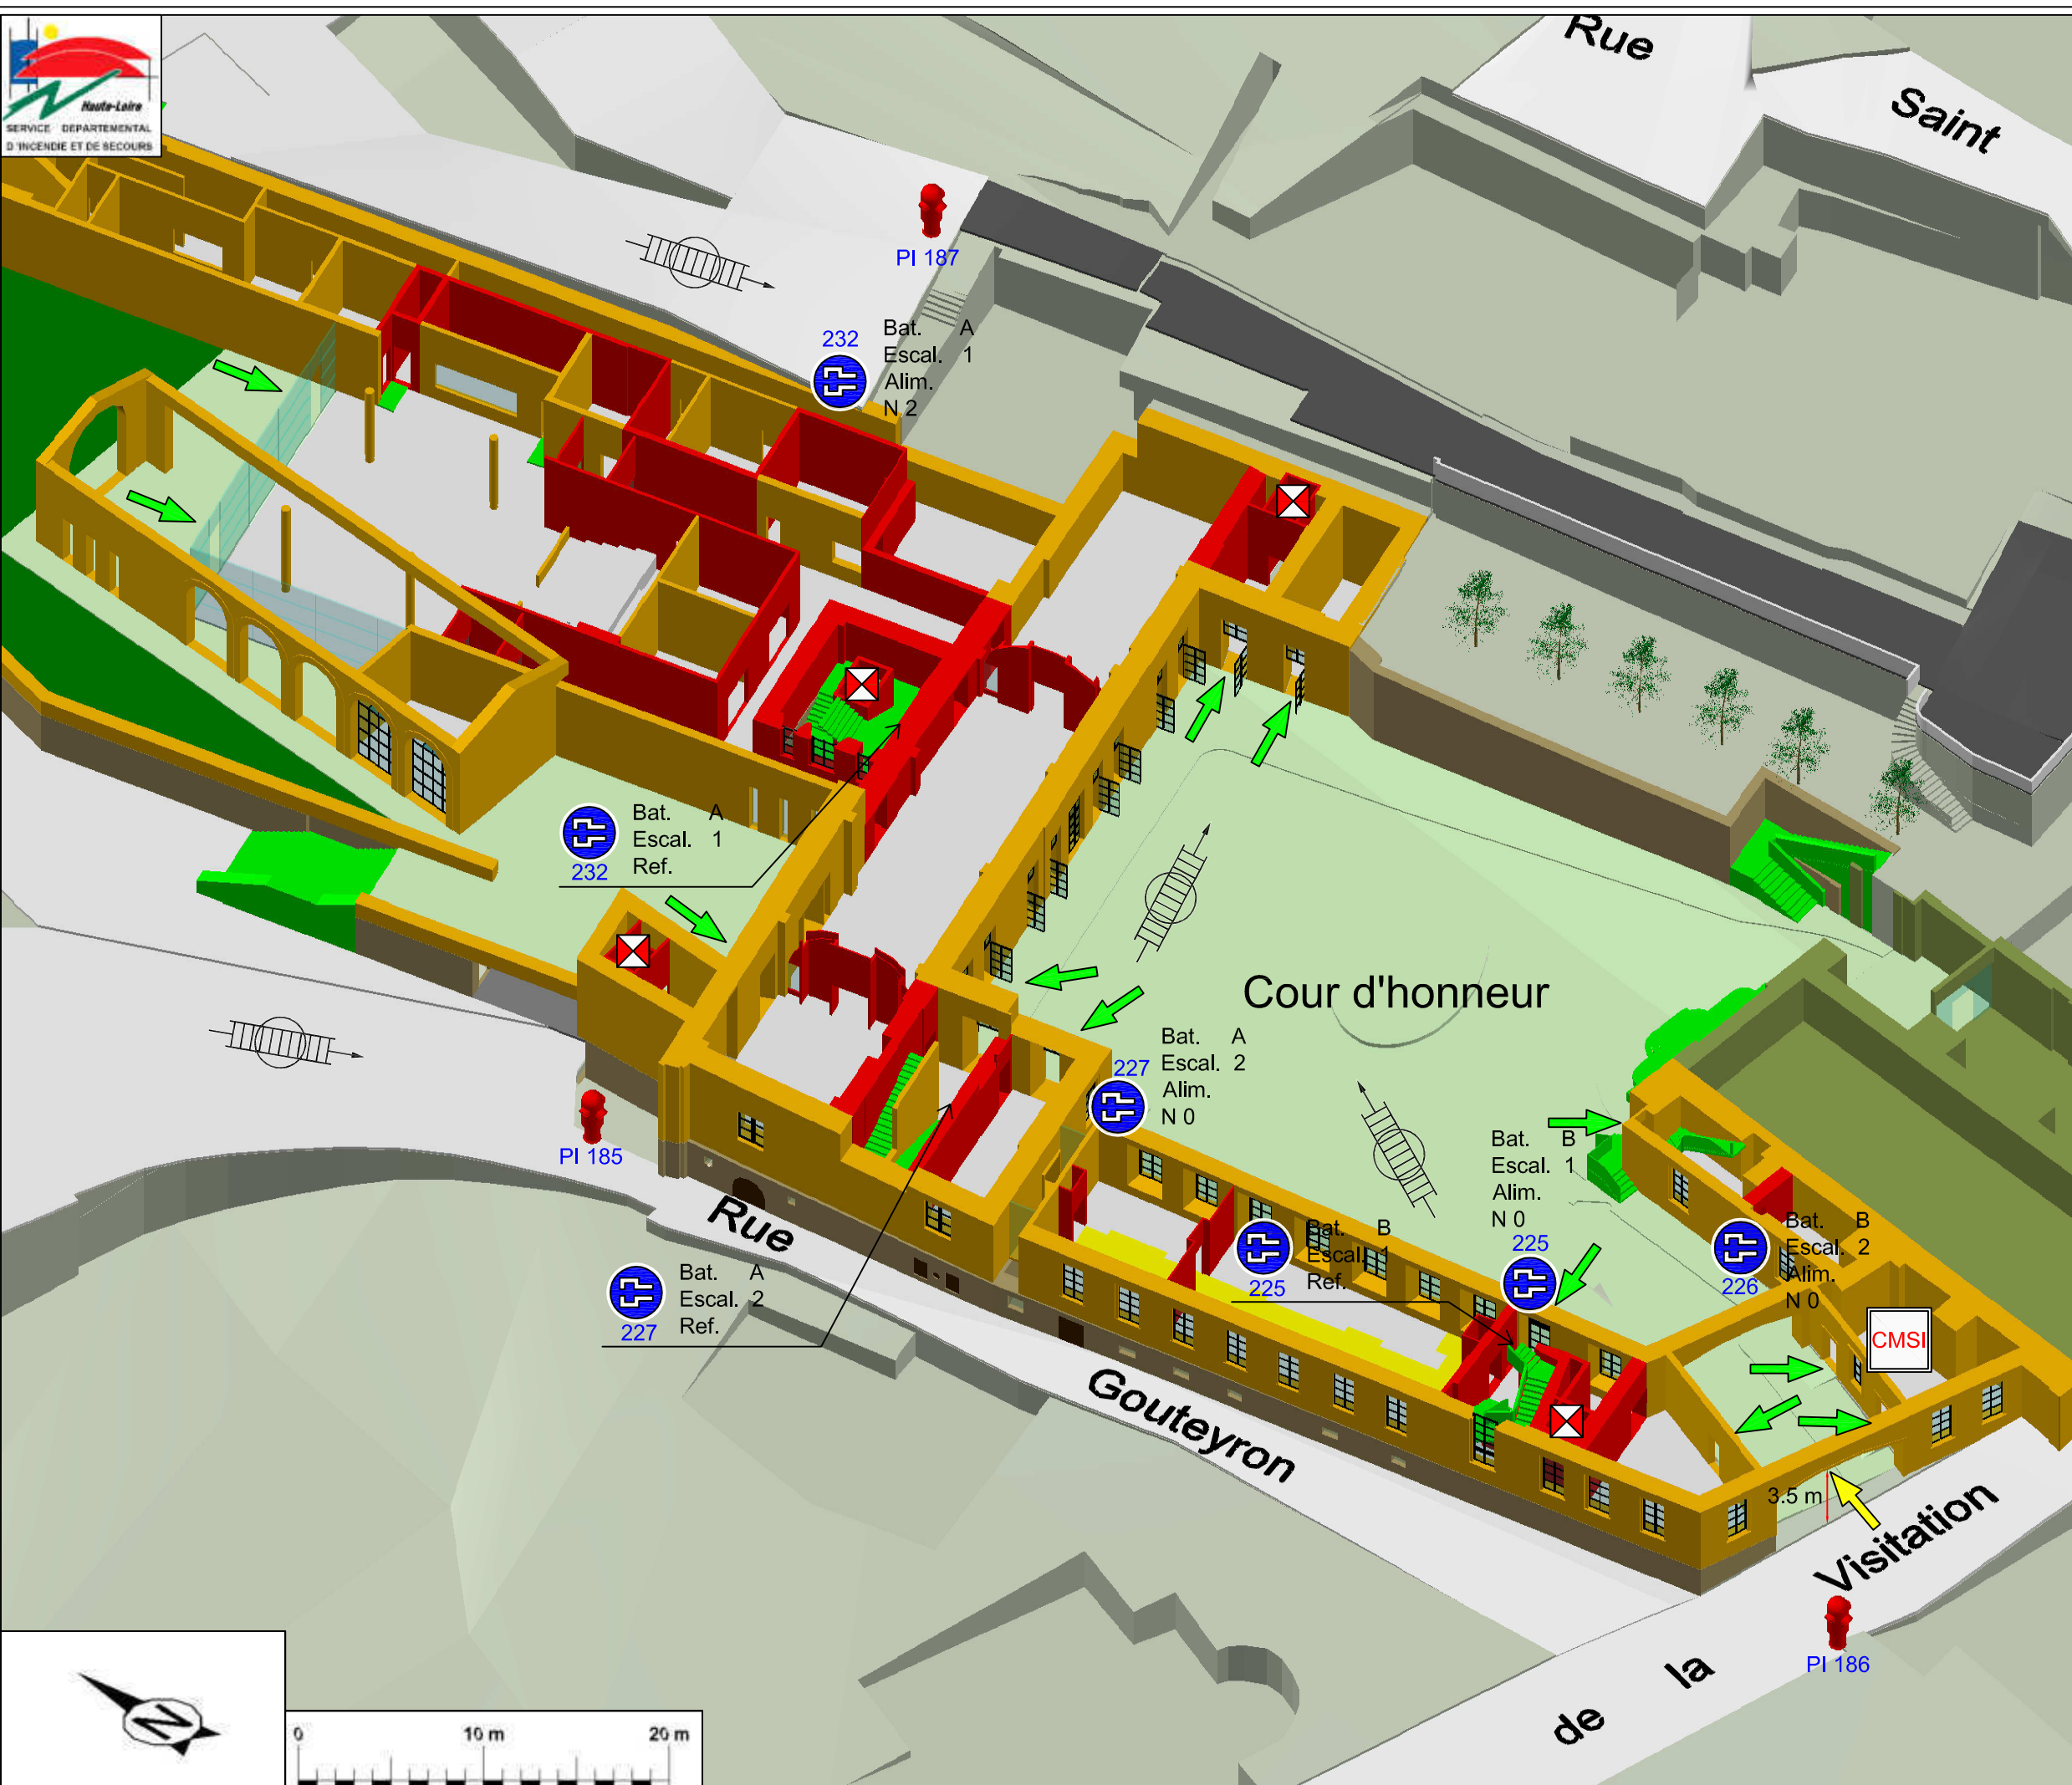 Haute-Loire
SERVICE DEPARTEMENTAL
D'INCENDIE ET DE SECOURS
Rue
Saint
PI 187
232
Bat. A
Escal. 1
Alim.
N 2
232
Bat. A
Escal. 1
Ref.
Cour d'honneur
227
Bat. A
Escal. 2
Alim.
N 0
PI 185
Bat. B
Escal. 1
Alim.
N 0
225
Rue
225
Bat. B
Escal. 1
Ref.
226
Bat. B
Escal. 2
Alim.
N 0
227
Bat. A
Escal. 2
Ref.
CMSI
Gouteyron
3.5 m
Visitation
PI 186
la
de
N
0 10 m 20 m